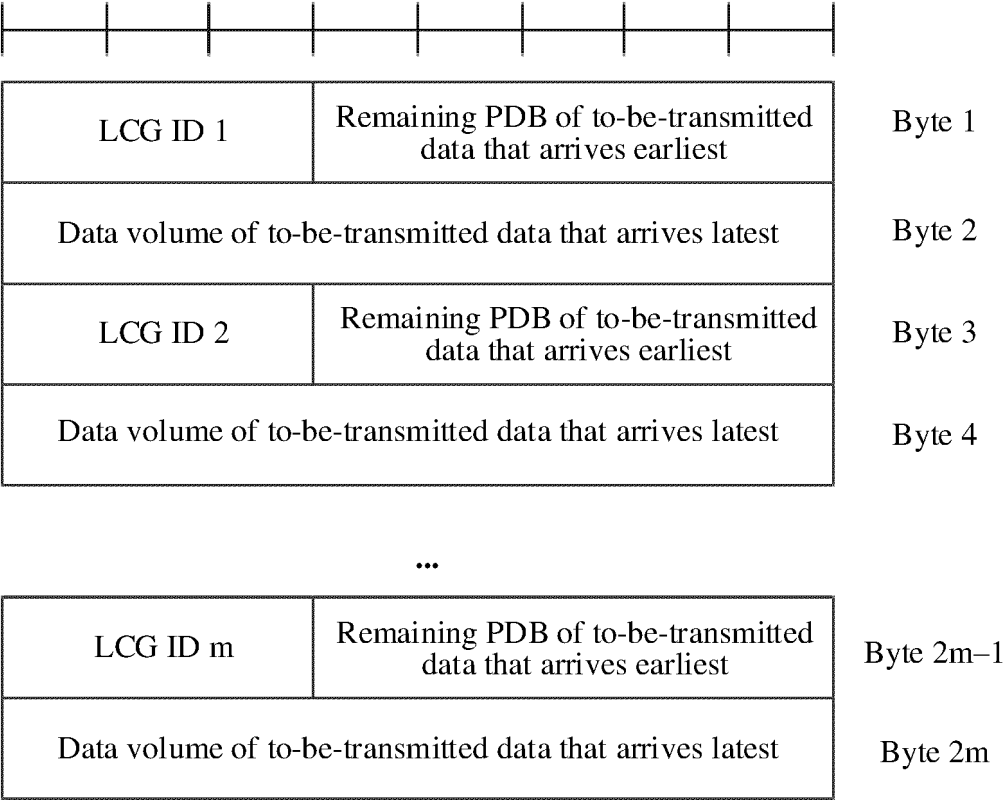 LCG ID 1
Remaining PDB of to-be-transmitted
data that arrives earliest
Byte 1
Data volume of to-be-transmitted data that arrives latest
Byte 2
LCG ID 2
Remaining PDB of to-be-transmitted
data that arrives earliest
Byte 3
Data volume of to-be-transmitted data that arrives latest
Byte 4
...
LCG ID m
Remaining PDB of to-be-transmitted
data that arrives earliest
Byte 2m–1
Data volume of to-be-transmitted data that arrives latest
Byte 2m